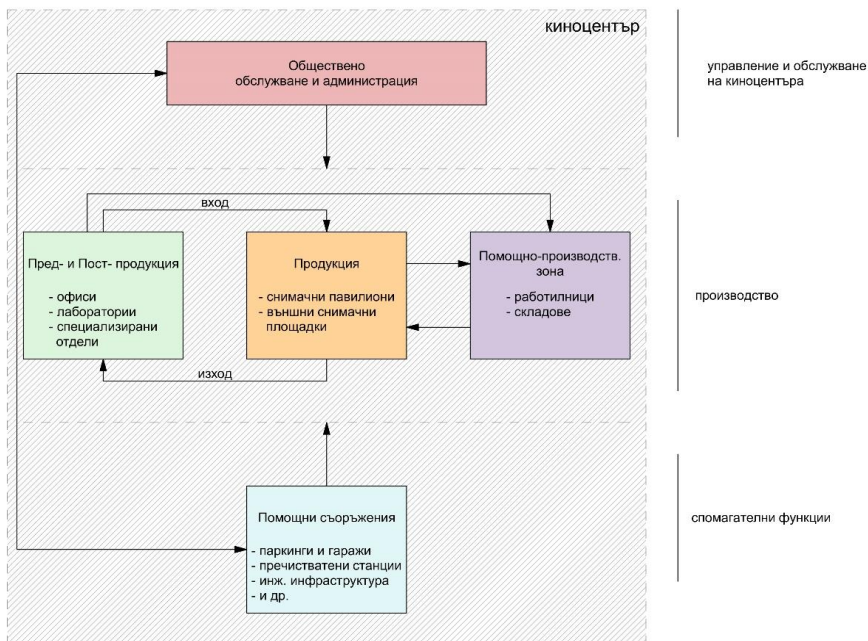 киноцентър
Обществено
обслужване и администрация
управление и обслужване
на киноцентъра
вход
Пред- и Пост- продукция
- офиси
- лаборатории
- специализирани
отдели
Продукция
- снимачни павилиони
- външни снимачни
площадки
Помощно-производств.
зона
- работилници
- складове
производство
изход
Помощни съоръжения
- паркинги и гаражи
- пречистватени станции
- инж. инфраструктура
- и др.
спомагателни функции